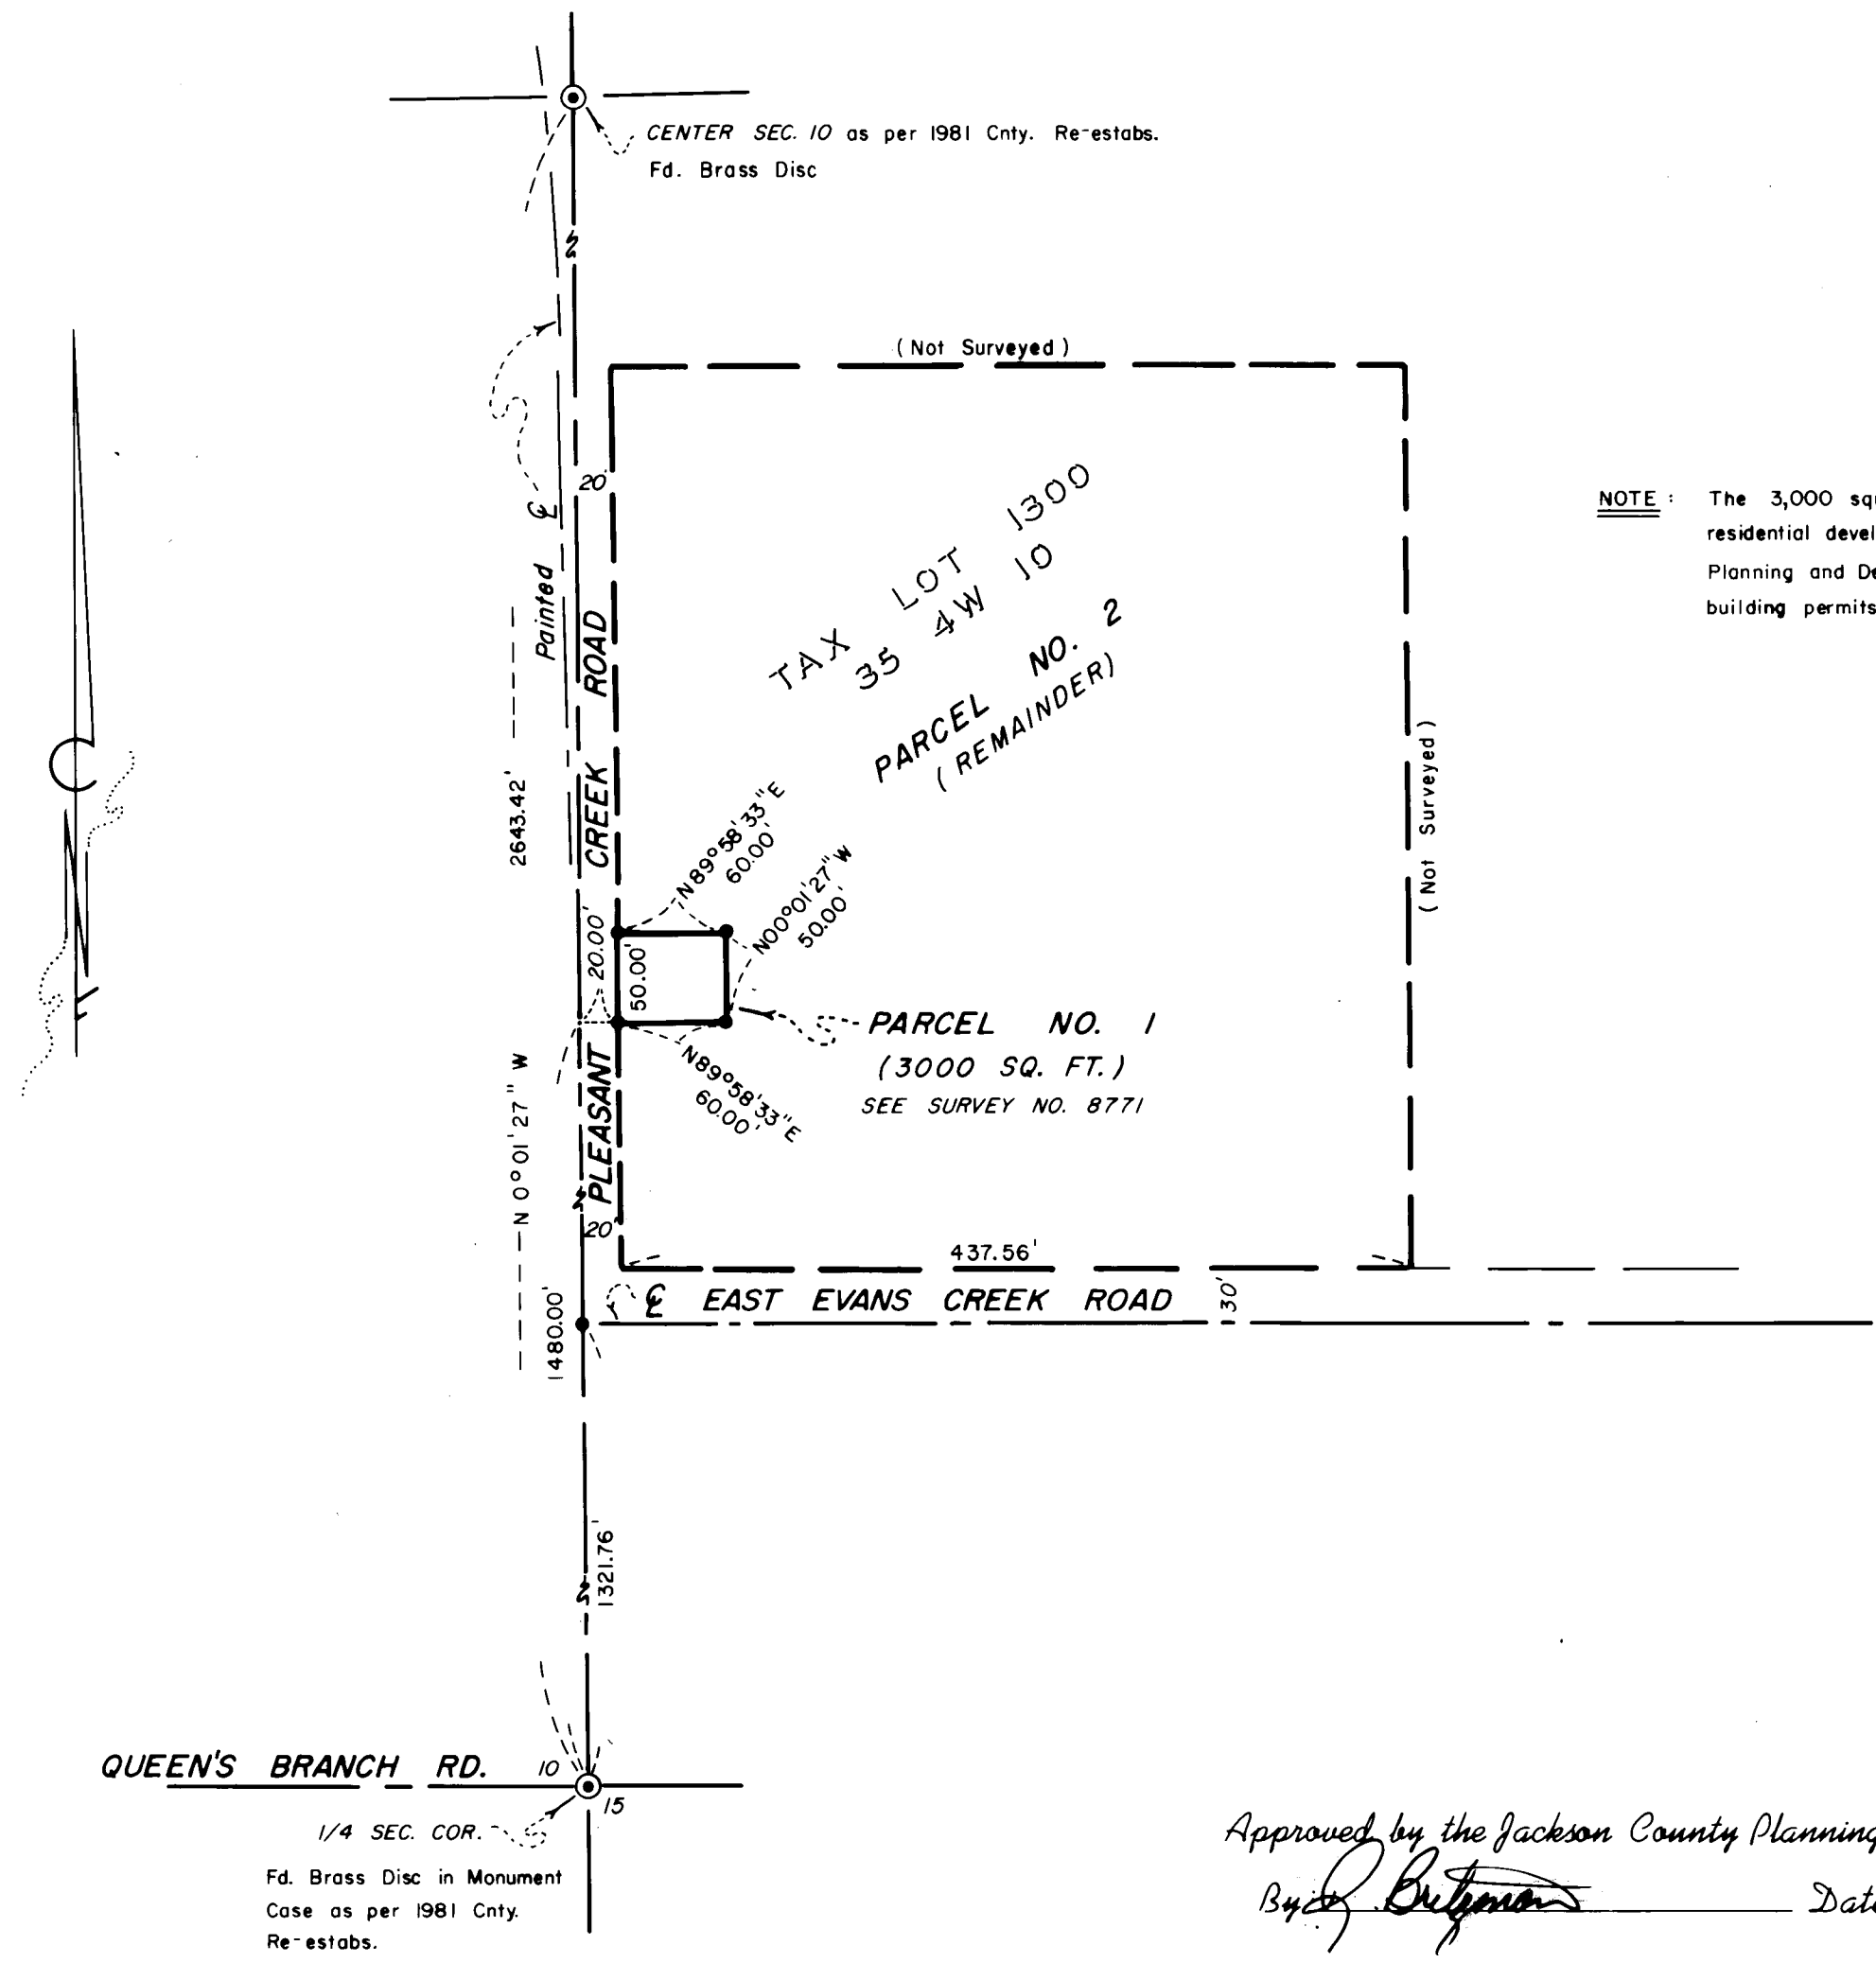 CENTER SEC. 10 as per 1981 Cnty. Re-estabs.
Fd. Brass Disc
(Not Surveyed)
20'
Painted ℄
TAX LOT 1300
35 4W 10
PARCEL NO. 2
(REMAINDER)
NOTE:
The 3,000 sq
residential devel
Planning and De
building permits
(Not Surveyed)
2643.42'
N 0°01'27" W
PLEASANT CREEK ROAD
N89°58'33"E
60.00'
N00°01'27"W
50.00'
20.00'
50.00'
PARCEL NO. 1
(3000 SQ. FT.)
SEE SURVEY NO. 8771
N89°58'33"E
60.00'
20'
437.56'
℄ EAST EVANS CREEK ROAD
30'
1480.00'
1321.76'
QUEEN'S BRANCH RD.
10
15
1/4 SEC. COR.
Fd. Brass Disc in Monument
Case as per 1981 Cnty.
Re-estabs.
Approved by the Jackson County Planning
By Date